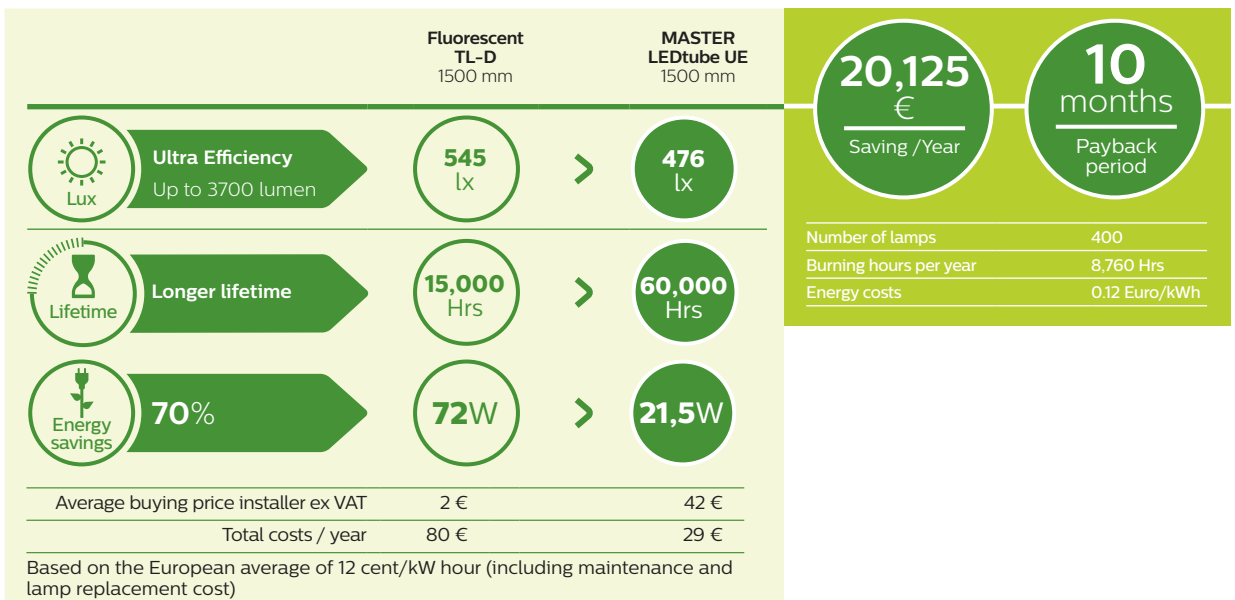 Fluorescent
TL-D
1500 mm
MASTER
LEDtube UE
1500 mm
Lux
Ultra Efficiency
Up to 3700 lumen
545
lx
>
476
lx
Lifetime
Longer lifetime
15,000
Hrs
>
60,000
Hrs
Energy
savings
70%
72W
>
21,5W
Average buying price installer ex VAT 2 € 42 €
Total costs / year 80 € 29 €
Based on the European average of 12 cent/kW hour (including maintenance and
lamp replacement cost)
20,125
€
Saving /Year
10
months
Payback
period
Number of lamps 400
Burning hours per year 8,760 Hrs
Energy costs 0.12 Euro/kWh